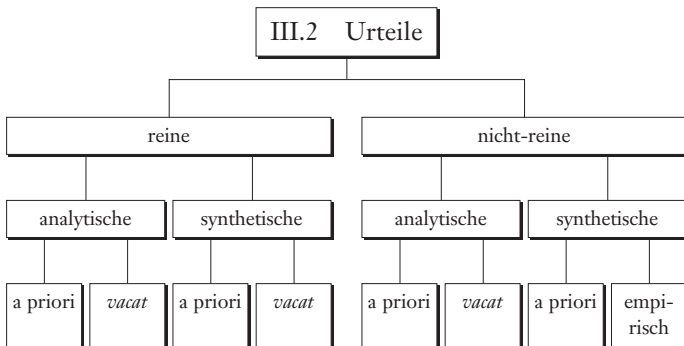 III.2 Urteile
reine
nicht-reine
analytische
synthetische
analytische
synthetische
a priori
vacat
a priori
vacat
a priori
vacat
a priori
empi-
risch